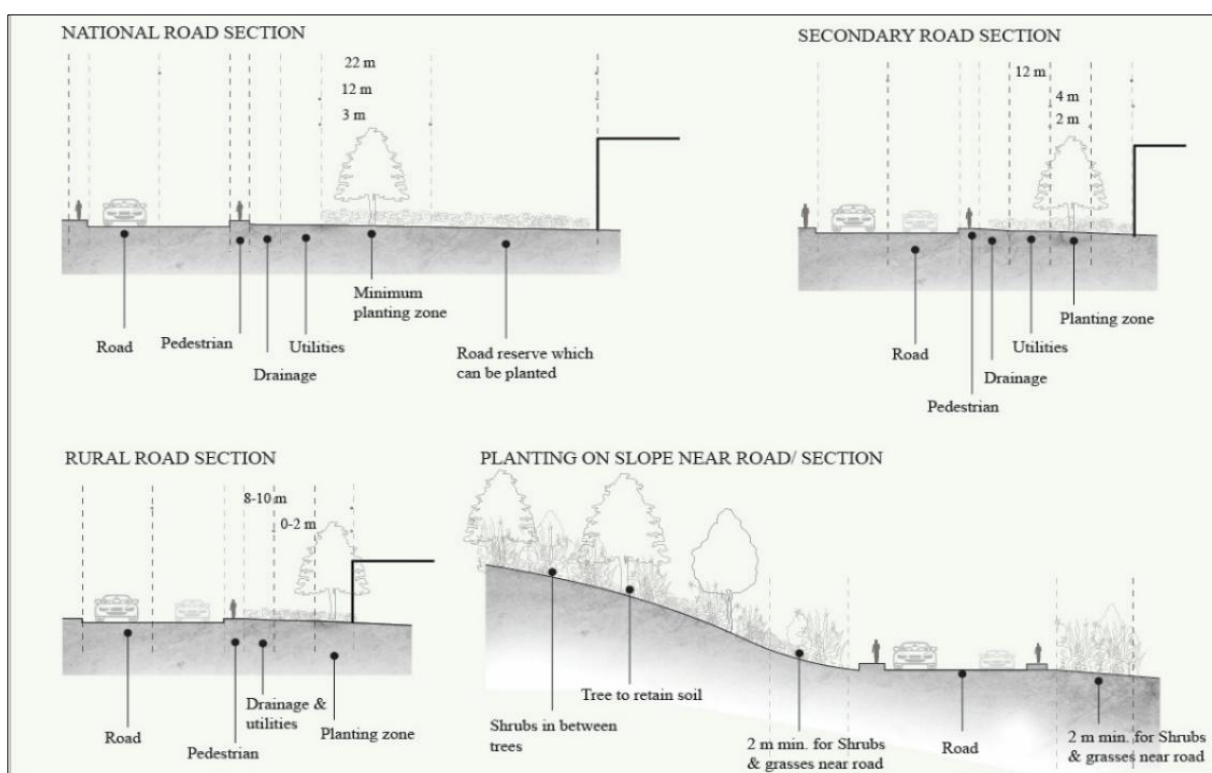 NATIONAL ROAD SECTION
22 m
12 m
3 m
Road
Pedestrian
Drainage
Utilities
Minimum
planting zone
Road reserve which
can be planted
SECONDARY ROAD SECTION
12 m
4 m
2 m
Road
Pedestrian
Drainage
Utilities
Planting zone
RURAL ROAD SECTION
8-10 m
0-2 m
Road
Pedestrian
Drainage &
utilities
Planting zone
PLANTING ON SLOPE NEAR ROAD/ SECTION
Shrubs in between
trees
Tree to retain soil
2 m min. for Shrubs
& grasses near road
Road
2 m min. for Shrubs
& grasses near road